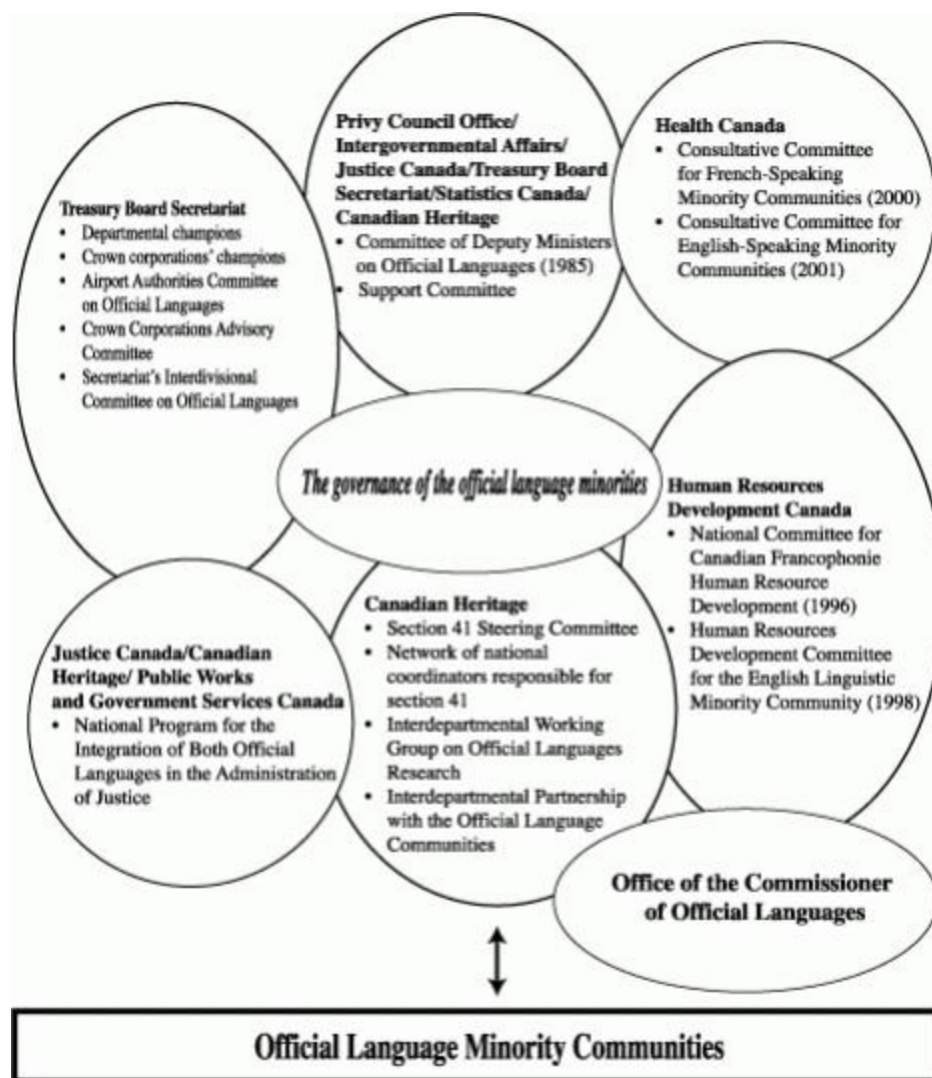 Privy Council Office/
Intergovernmental Affairs/
Justice Canada/Treasury Board
Secretariat/Statistics Canada/
Canadian Heritage
• Committee of Deputy Ministers
on Official Languages (1985)
• Support Committee
Health Canada
• Consultative Committee
for French-Speaking
Minority Communities (2000)
• Consultative Committee for
English-Speaking Minority
Communities (2001)
Treasury Board Secretariat
• Departmental champions
• Crown corporations' champions
• Airport Authorities Committee
on Official Languages
• Crown Corporations Advisory
Committee
• Secretariat's Interdivisional
Committee on Official Languages
The governance of the official language minorities
Human Resources
Development Canada
• National Committee for
Canadian Francophonie
Human Resource
Development (1996)
• Human Resources
Development Committee
for the English Linguistic
Minority Community (1998)
Justice Canada/Canadian
Heritage/ Public Works
and Government Services Canada
• National Program for the
Integration of Both Official
Languages in the Administration
of Justice
Canadian Heritage
• Section 41 Steering Committee
• Network of national
coordinators responsible for
section 41
• Interdepartmental Working
Group on Official Languages
Research
• Interdepartmental Partnership
with the Official Language
Communities
Office of the Commissioner
of Official Languages
Official Language Minority Communities